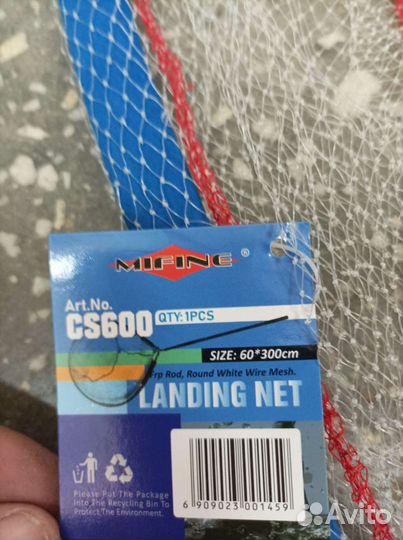 MIFINE ®
Art.No.
CS600 QTY: 1PCS
SIZE: 60*300cm
Frp Rod, Round White Wire Mesh.
LANDING NET
Please Put The Package
Into The Recycling Bin To
Protect The Environment
6 909023 001459
Avito